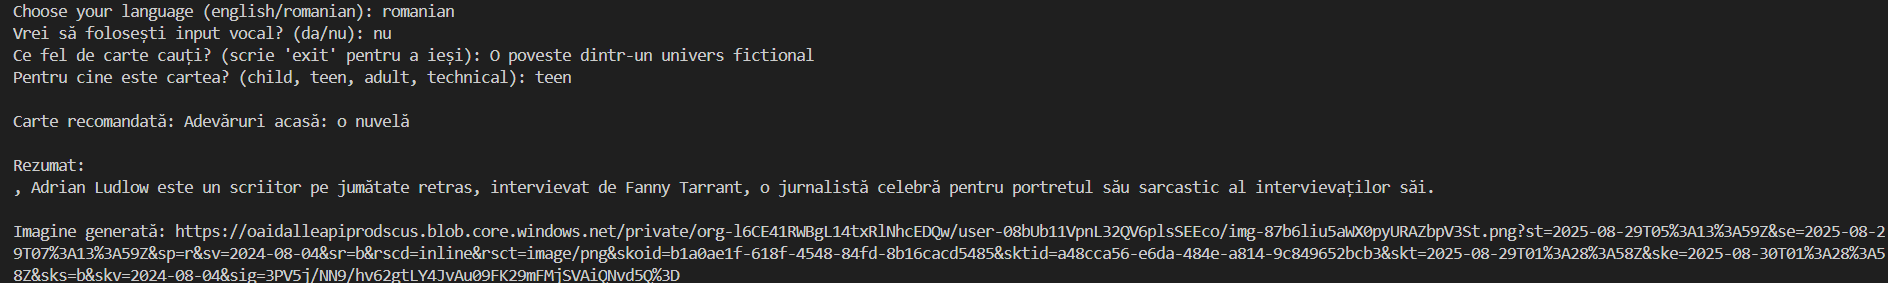 Choose your language (english/romanian): romanian
Vrei să folosești input vocal? (da/nu): nu
Ce fel de carte cauți? (scrie 'exit' pentru a ieși): O poveste dintr-un univers fictional
Pentru cine este cartea? (child, teen, adult, technical): teen
Carte recomandată: Adevăruri acasă: o nuvelă
Rezumat:
, Adrian Ludlow este un scriitor pe jumătate retras, intervievat de Fanny Tarrant, o jurnalistă celebră pentru portretul său sarcastic al intervievaților săi.
Imagine generată: https://oaidalleapiprodscus.blob.core.windows.net/private/org-l6CE41RWBgL14txRlNhcEDQw/user-08bUb11VpnL32QV6plsSEEco/img-87b6liu5aWX0pyURAZbpV3St.png?st=2025-08-29T05%3A13%3A59Z&se=2025-08-2
9T07%3A13%3A59Z&sp=r&sv=2024-08-04&sr=b&rscd=inline&rsct=image/png&skoid=b1a0ae1f-618f-4548-84fd-8b16cacd5485&sktid=a48cca56-e6da-484e-a814-9c849652bcb3&skt=2025-08-29T01%3A28%3A58Z&ske=2025-08-30T01%3A28%3A5
8Z&sks=b&skv=2024-08-04&sig=3PV5j/NN9/hv62gtLY4JvAu09FK29mFMjSVAiQNvd5Q%3D